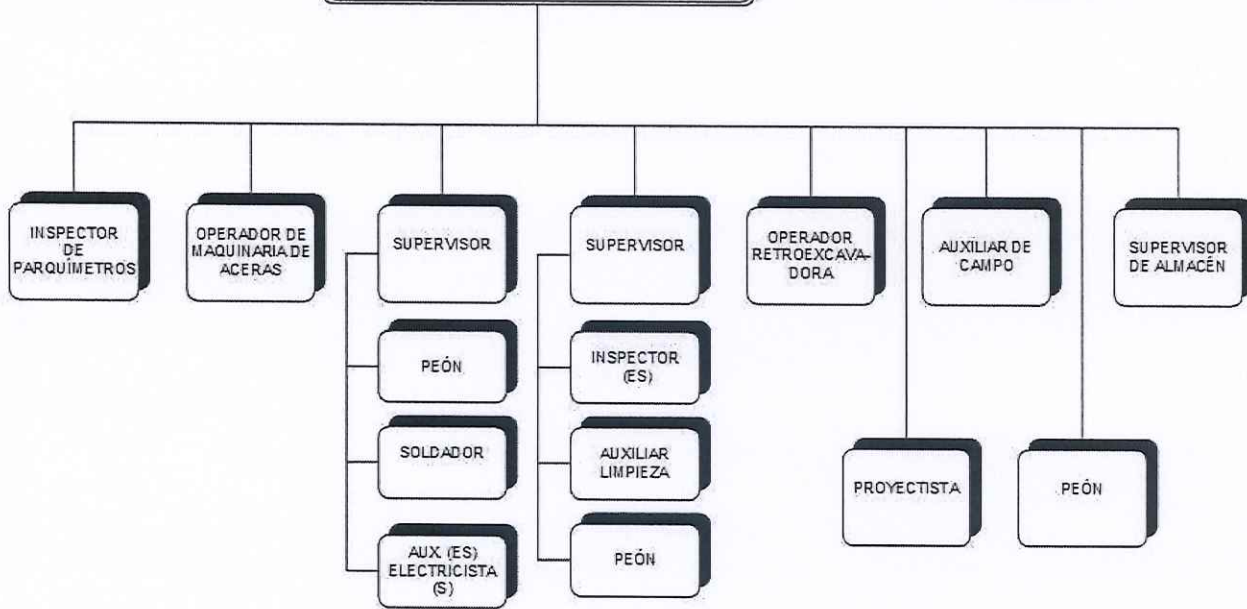 INSPECTOR
DE
PARQUÍMETROS
OPERADOR DE
MAQUINARIA DE
ACERAS
SUPERVISOR
SUPERVISOR
OPERADOR
RETROEXCAVA-
DORA
AUXILIAR DE
CAMPO
SUPERVISOR
DE ALMACÉN
PEÓN
INSPECTOR
(ES)
SOLDADOR
AUXILIAR
LIMPIEZA
PROYECTISTA
PEÓN
AUX. (ES)
ELECTRICISTA
(S)
PEÓN